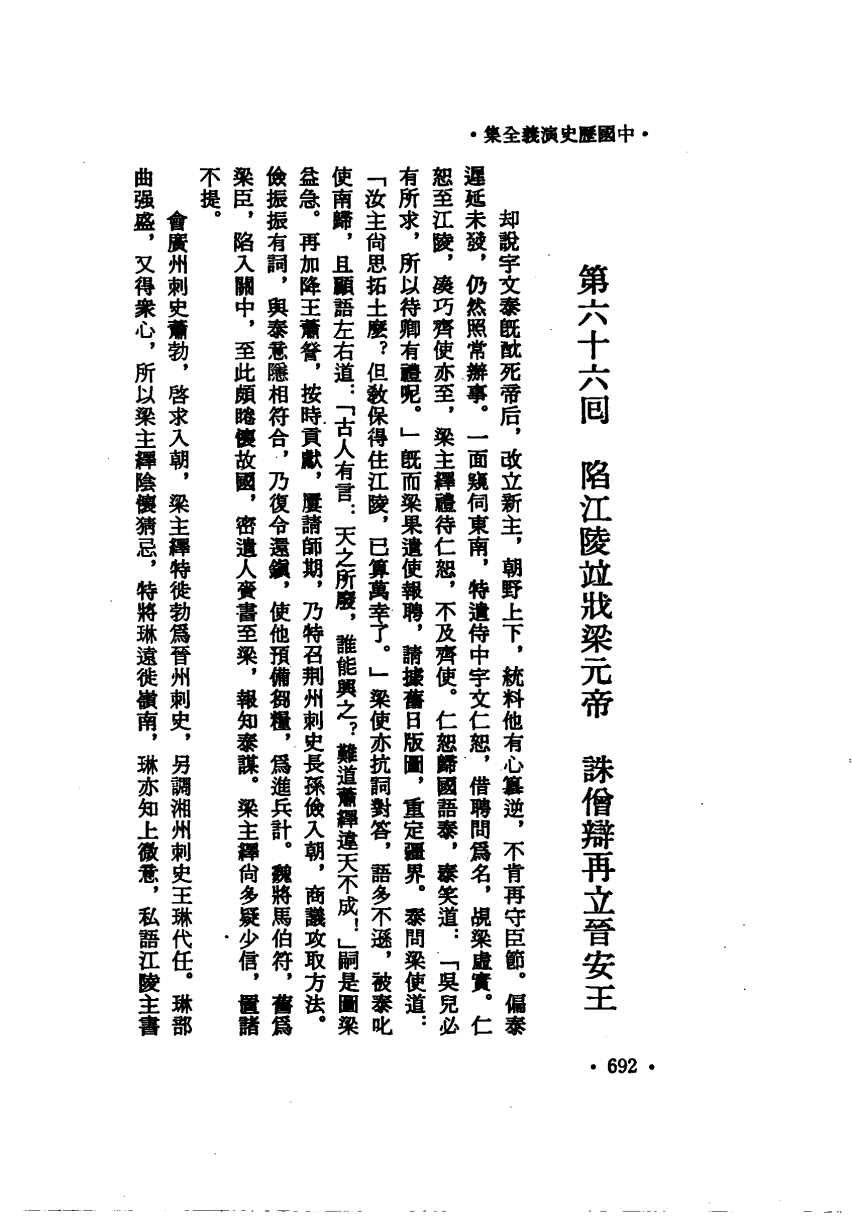 •中國歷史演義全集•
第六十六回　陷江陵竝戕梁元帝　誅僧辯再立晉安王
却說宇文泰既酖死帝后，改立新主，朝野上下，統料他有心篡逆，不肯再守臣節。偏泰
遲延未發，仍然照常辦事。一面窺伺東南，特遣侍中宇文仁恕，借聘問爲名，覘梁虛實。仁
恕至江陵，湊巧齊使亦至，梁主繹禮待仁恕，不及齊使。仁恕歸國語泰，泰笑道：「吳兒必
有所求，所以待卿有禮呢。」既而梁果遣使報聘，請據舊日版圖，重定疆界。泰問梁使道：
「汝主尙思拓土麼？但敎保得住江陵，已算萬幸了。」梁使亦抗詞對答，語多不遜，被泰叱
使南歸，且顧語左右道：「古人有言：天之所廢，誰能興之？難道蕭繹違天不成！」嗣是圖梁
益急。再加降王蕭詧，按時貢獻，屢請師期，乃特召荆州刺史長孫儉入朝，商議攻取方法。
儉振振有詞，與泰意隱相符合，乃復令還鎭，使他預備芻糧，爲進兵計。魏將馬伯符，舊爲
梁臣，陷入關中，至此頗睠懷故國，密遣人賫書至梁，報知泰謀。梁主繹尙多疑少信，置諸
不提。
會廣州刺史蕭勃，啓求入朝，梁主繹特徙勃爲晉州刺史，另調湘州刺史王琳代任。琳部
曲强盛，又得衆心，所以梁主繹陰懷猜忌，特將琳遠徙嶺南，琳亦知上微意，私語江陵主書
•692•